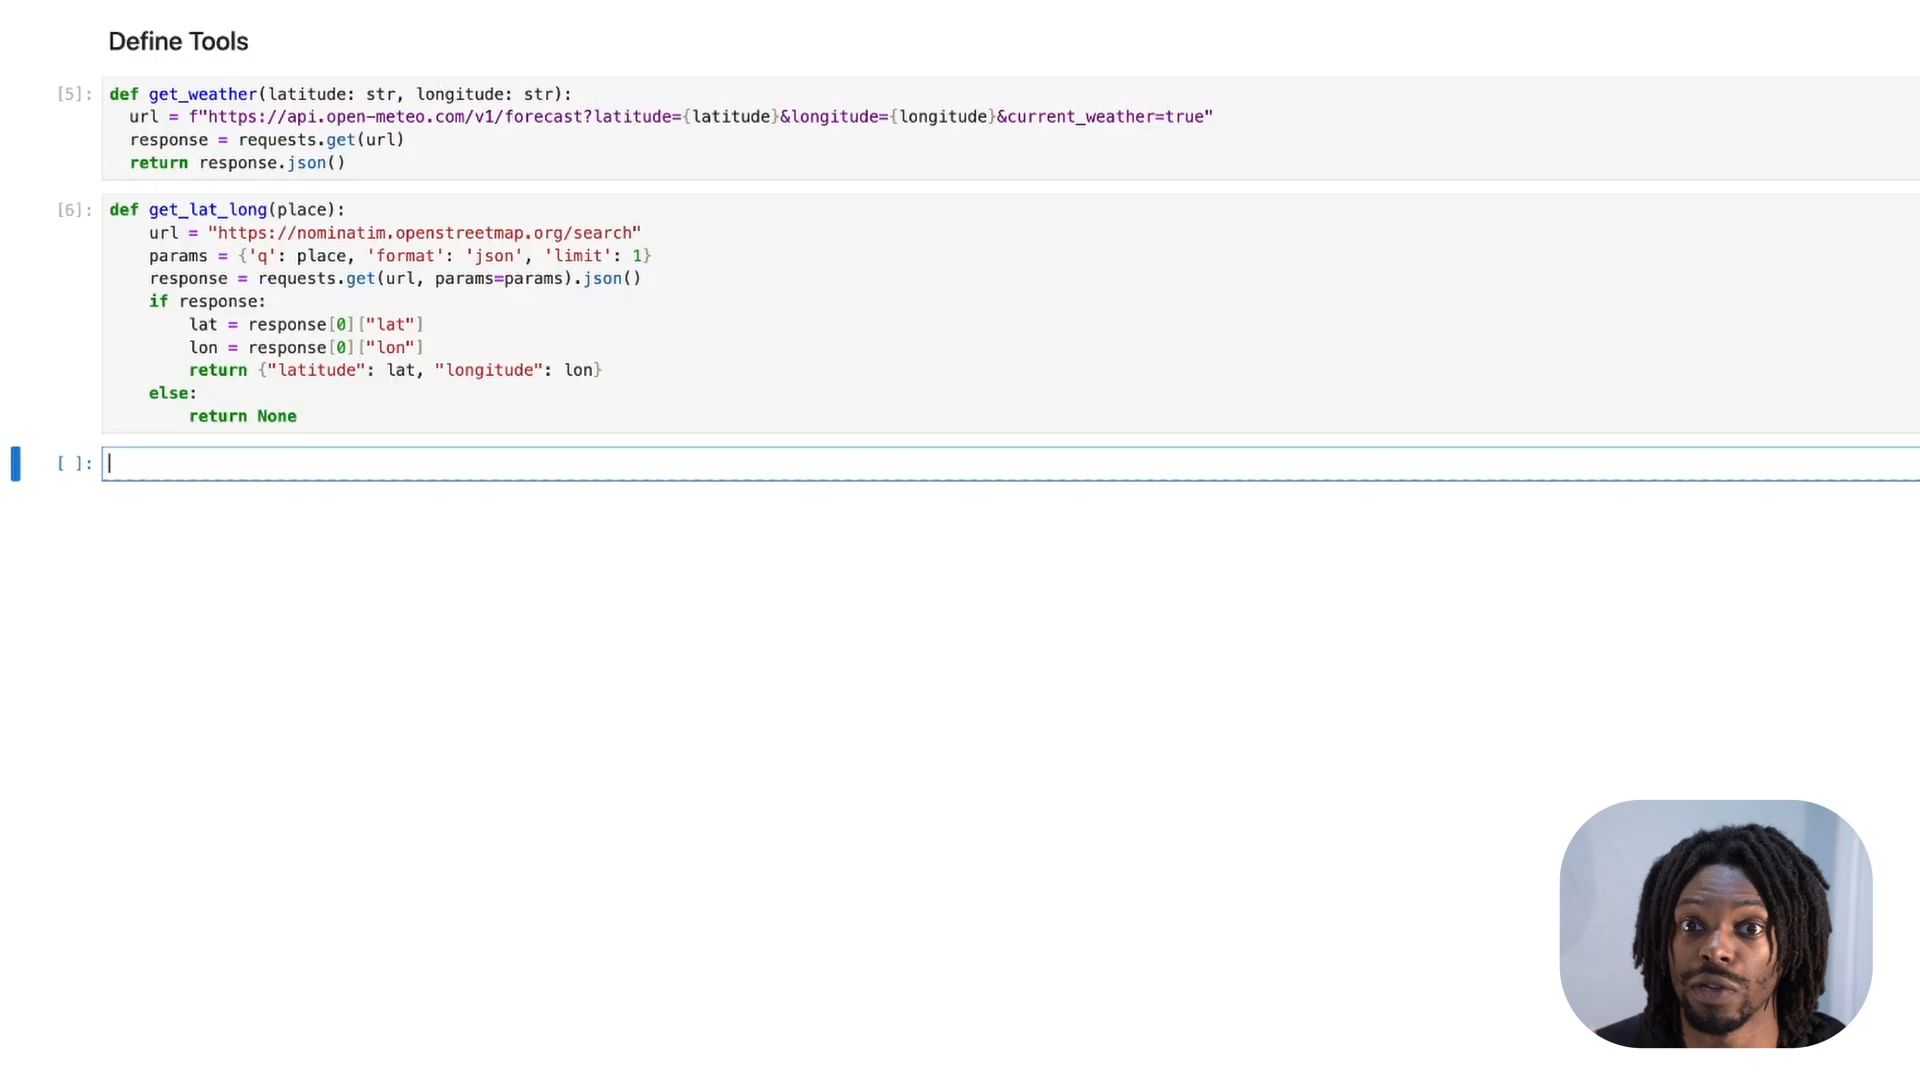 Define Tools
[5]: def get_weather(latitude: str, longitude: str):
  url = f"https://api.open-meteo.com/v1/forecast?latitude={latitude}&longitude={longitude}&current_weather=true"
  response = requests.get(url)
  return response.json()
[6]: def get_lat_long(place):
    url = "https://nominatim.openstreetmap.org/search"
    params = {'q': place, 'format': 'json', 'limit': 1}
    response = requests.get(url, params=params).json()
    if response:
        lat = response[0]["lat"]
        lon = response[0]["lon"]
        return {"latitude": lat, "longitude": lon}
    else:
        return None
[ ]: